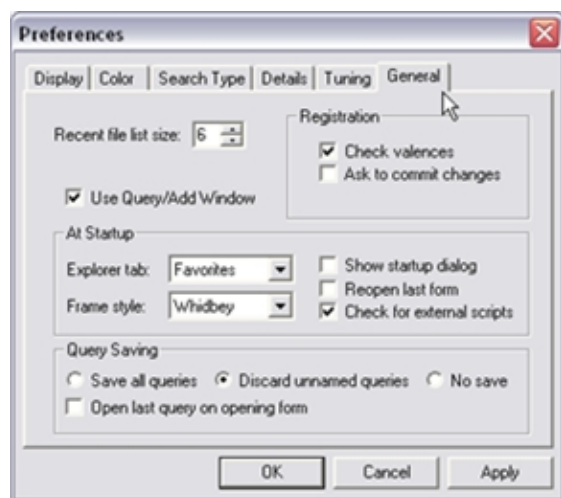 Preferences
Display Color Search Type Details Tuning General
Recent file list size: 6
Registration
Check valences
Ask to commit changes
Use Query/Add Window
At Startup
Explorer tab: Favorites
Show startup dialog
Reopen last form
Frame style: Whidbey
Check for external scripts
Query Saving
Save all queries Discard unnamed queries No save
Open last query on opening form
OK Cancel Apply